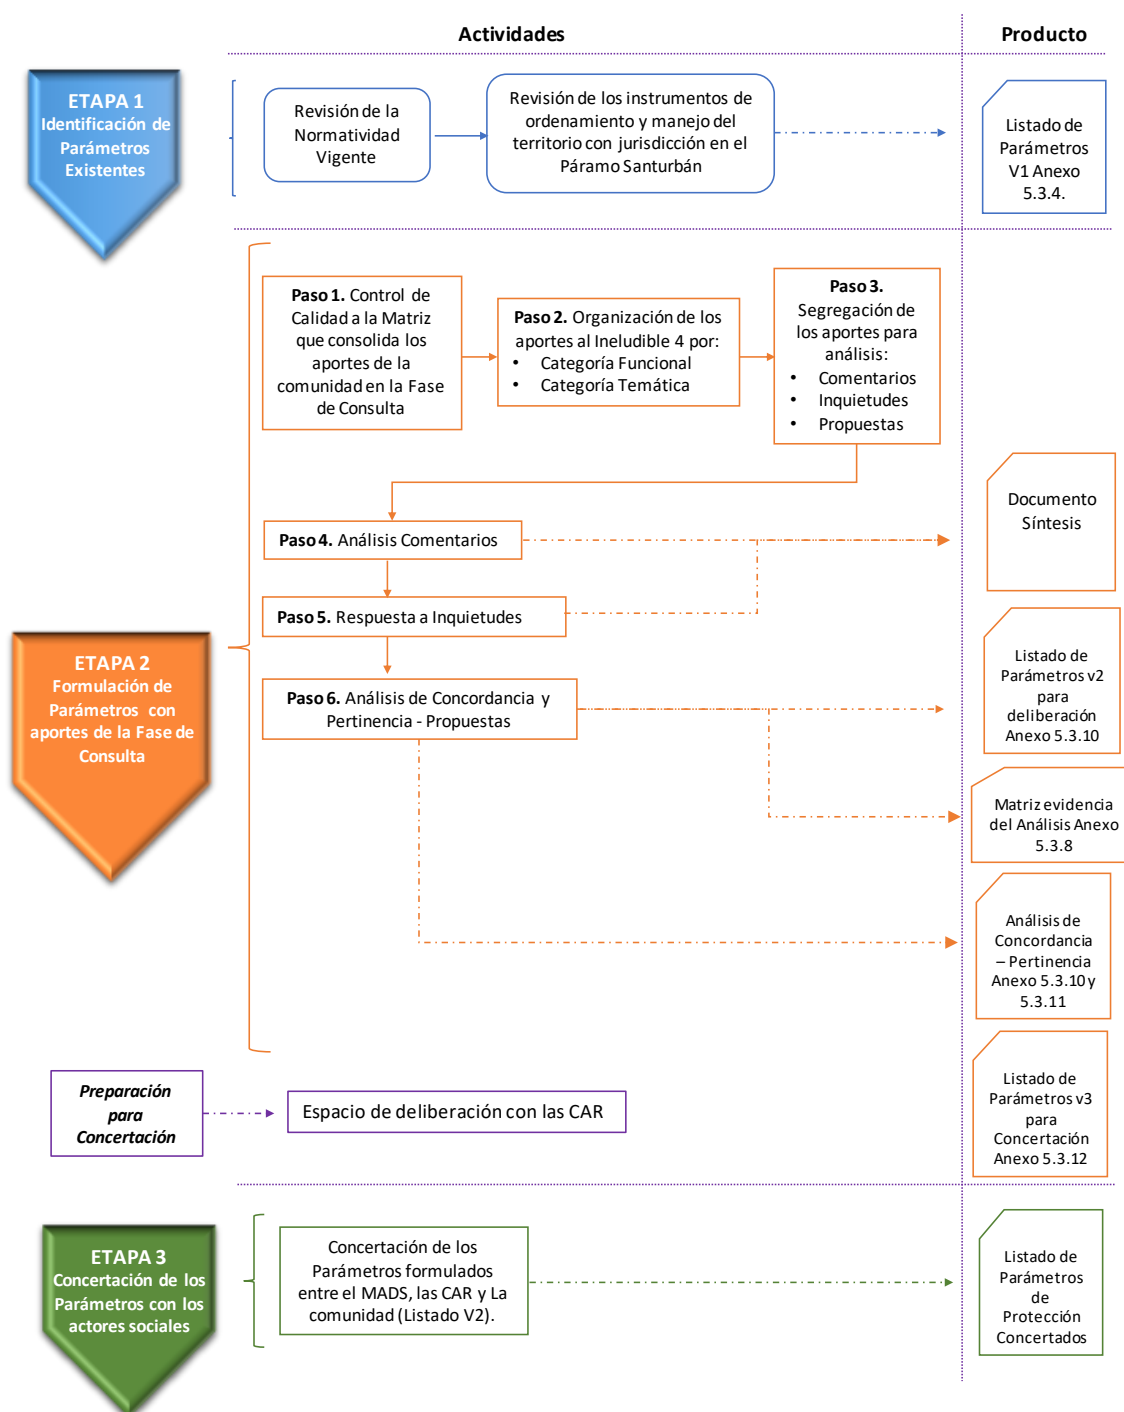 Actividades
Producto
ETAPA 1
Identificación de
Parámetros
Existentes
Revisión de la
Normatividad
Vigente
Revisión de los instrumentos de
ordenamiento y manejo del
territorio con jurisdicción en el
Páramo Santurbán
Listado de
Parámetros
V1 Anexo
5.3.4.
ETAPA 2
Formulación de
Parámetros con
aportes de la Fase de
Consulta
Paso 1. Control de
Calidad a la Matriz
que consolida los
aportes de la
comunidad en la Fase
de Consulta
Paso 2. Organización de los
aportes al Ineludible 4 por:
• Categoría Funcional
• Categoría Temática
Paso 3.
Segregación de
los aportes para
análisis:
• Comentarios
• Inquietudes
• Propuestas
Paso 4. Análisis Comentarios
Paso 5. Respuesta a Inquietudes
Paso 6. Análisis de Concordancia y
Pertinencia - Propuestas
Documento
Síntesis
Listado de
Parámetros v2
para
deliberación
Anexo 5.3.10
Matriz evidencia
del Análisis Anexo
5.3.8
Análisis de
Concordancia
– Pertinencia
Anexo 5.3.10 y
5.3.11
Preparación
para
Concertación
Espacio de deliberación con las CAR
Listado de
Parámetros v3
para
Concertación
Anexo 5.3.12
ETAPA 3
Concertación de los
Parámetros con los
actores sociales
Concertación de los
Parámetros formulados
entre el MADS, las CAR y La
comunidad (Listado V2).
Listado de
Parámetros
de
Protección
Concertados